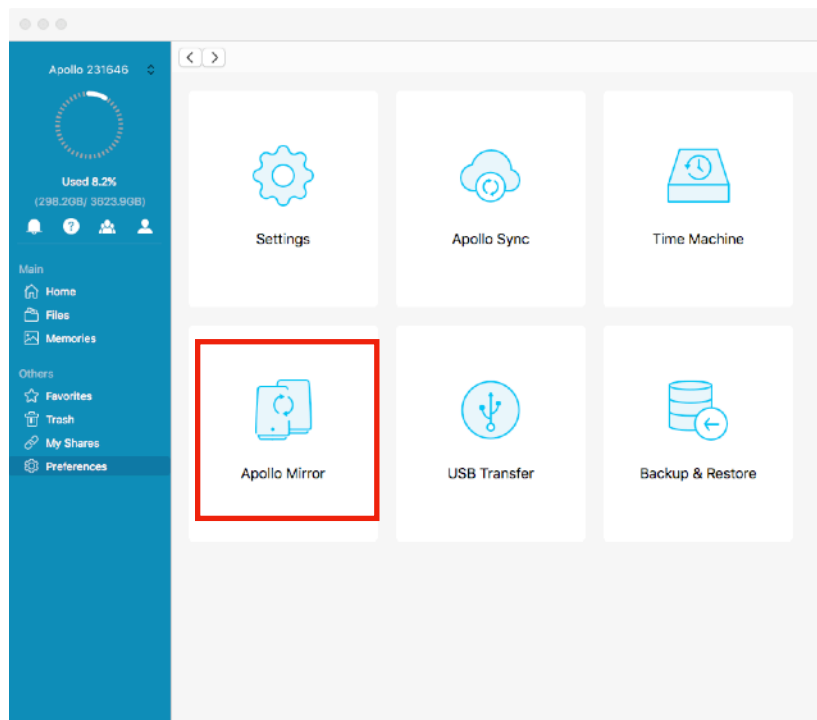 Apollo 231646
Used 8.2%
(298.2GB/ 3823.9GB)
Main
Home
Files
Memories
Others
Favorites
Trash
My Shares
Preferences
Settings
Apollo Sync
Time Machine
Apollo Mirror
USB Transfer
Backup & Restore